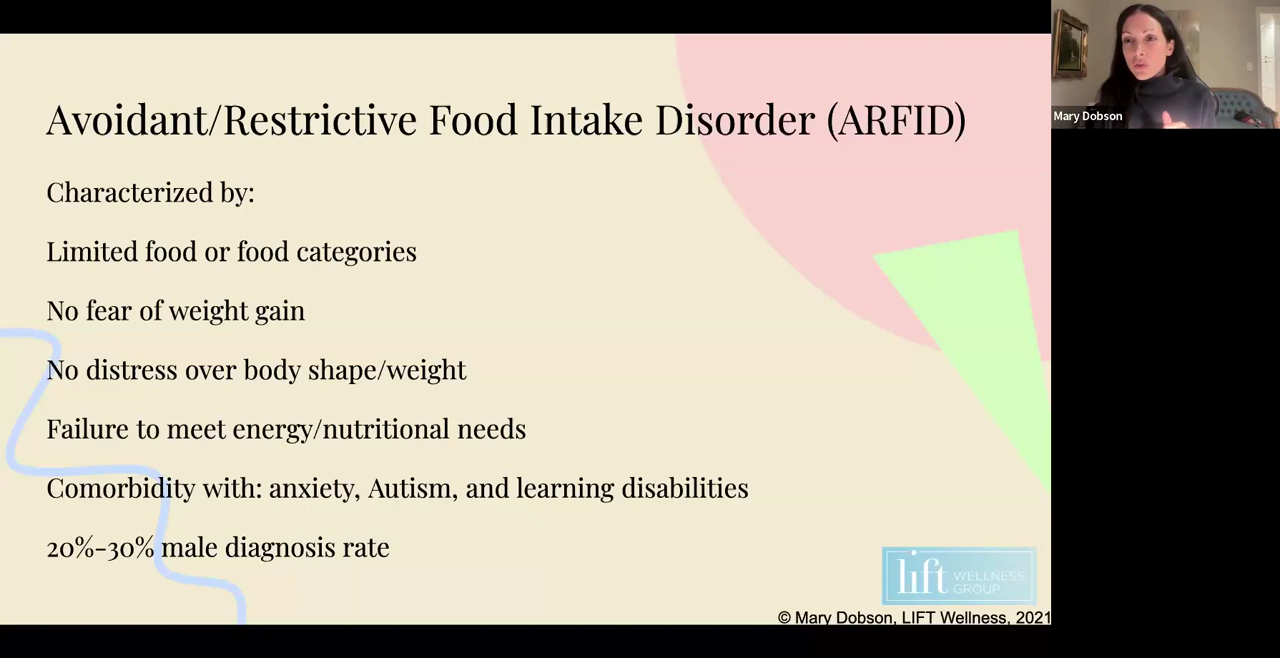 Avoidant/Restrictive Food Intake Disorder (ARFID)
Characterized by:
Limited food or food categories
No fear of weight gain
No distress over body shape/weight
Failure to meet energy/nutritional needs
Comorbidity with: anxiety, Autism, and learning disabilities
20%-30% male diagnosis rate
lift WELLNESS
GROUP
© Mary Dobson, LIFT Wellness, 2021
Mary Dobson